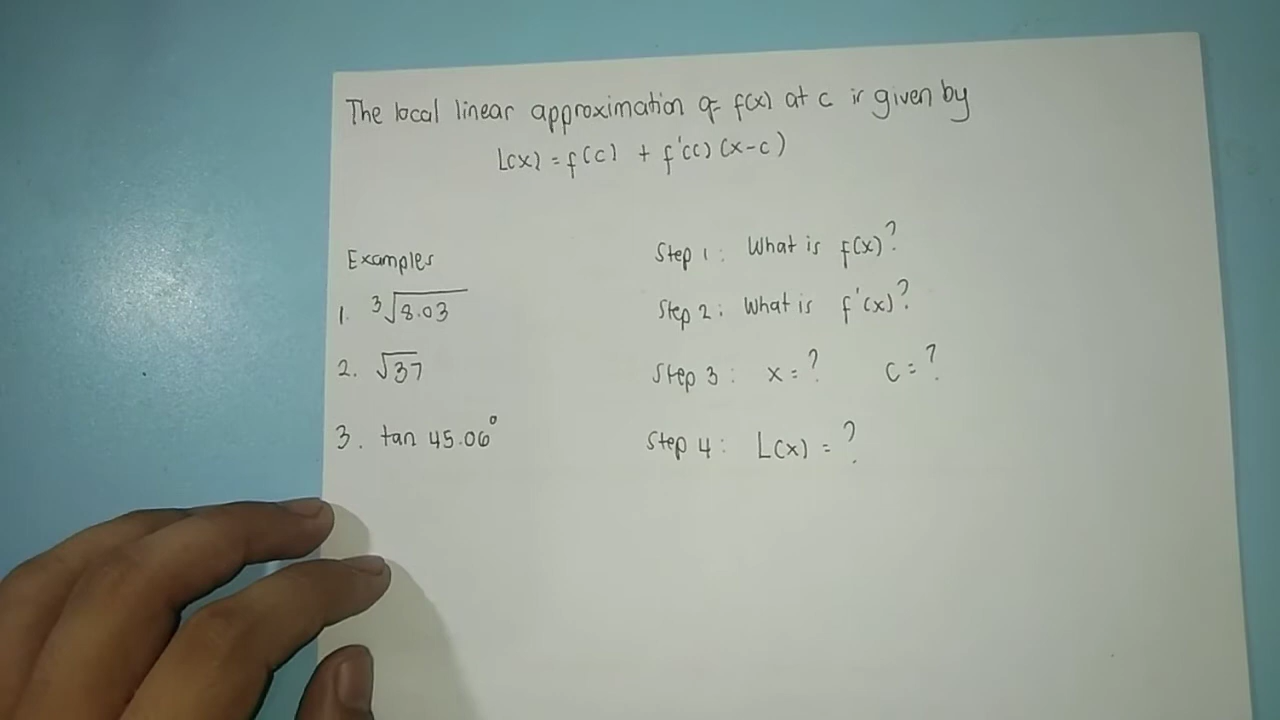 The local linear approximation of f(x) at c is given by
L(x) = f(c) + f'(c) (x-c)
Examples
1. ∛8.03
2. √37
3. tan 45.06°
Step 1: What is f(x)?
Step 2: What is f'(x)?
Step 3: x = ? c = ?
Step 4: L(x) = ?